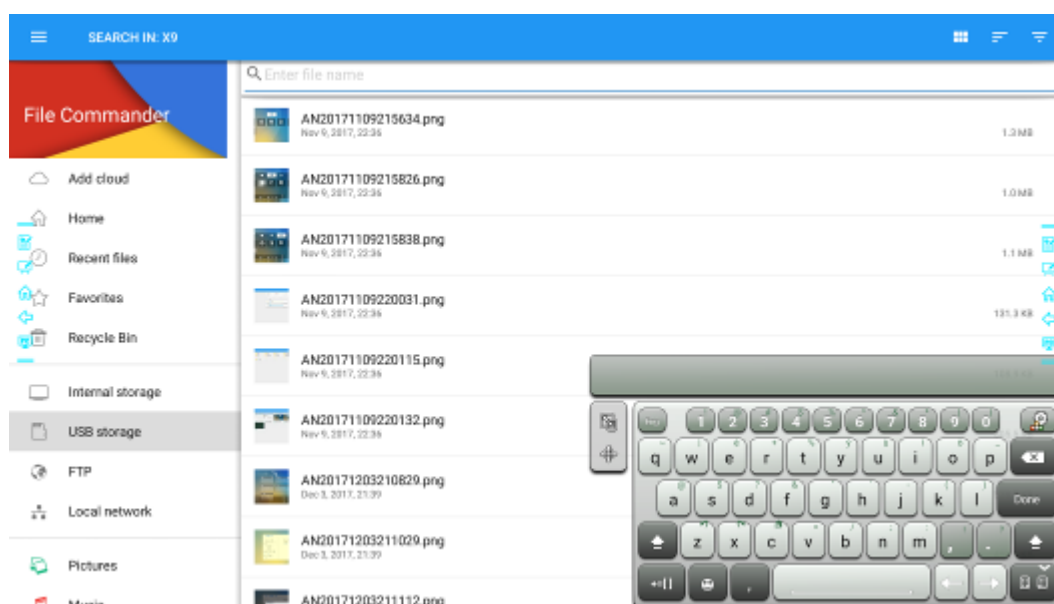 SEARCH IN: X9
File Commander
Add cloud
Home
Recent files
Favorites
Recycle Bin
Internal storage
USB storage
FTP
Local network
Pictures
Music
Enter file name
AN20171109215634.png
Nov 9, 2017, 22:36
1.3 MB
AN20171109215826.png
Nov 9, 2017, 22:36
1.0 MB
AN20171109215838.png
Nov 9, 2017, 22:36
1.1 MB
AN20171109220031.png
Nov 9, 2017, 22:36
131.3 KB
AN20171109220115.png
Nov 9, 2017, 22:36
AN20171109220132.png
Nov 9, 2017, 22:36
AN20171203210829.png
Dec 3, 2017, 21:39
AN20171203211029.png
Dec 3, 2017, 21:39
AN20171203211112.png
1 2 3 4 5 6 7 8 9 0
q w e r t y u i o p
a s d f g h j k l Done
z x c v b n m , .
,